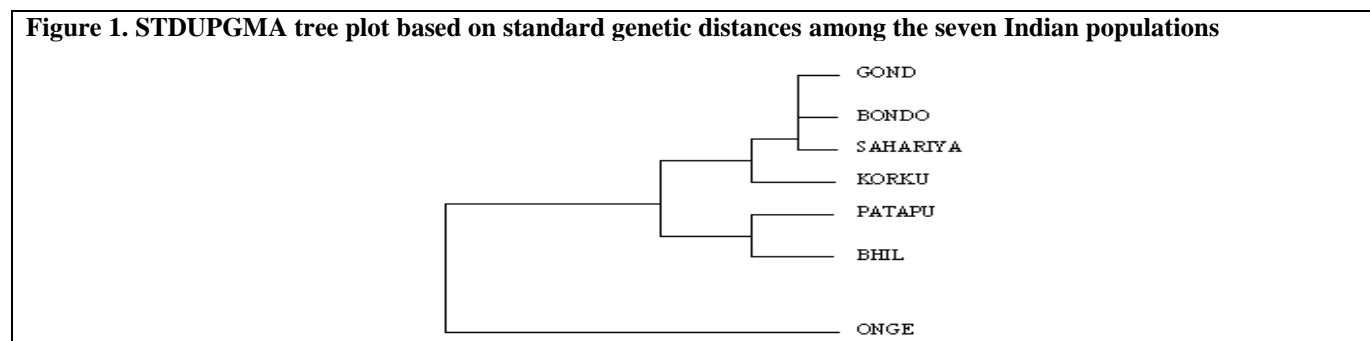 Figure 1. STDUPGMA tree plot based on standard genetic distances among the seven Indian populations
GOND
BONDO
SAHARIYA
KORKU
PATAPU
BHIL
ONGE